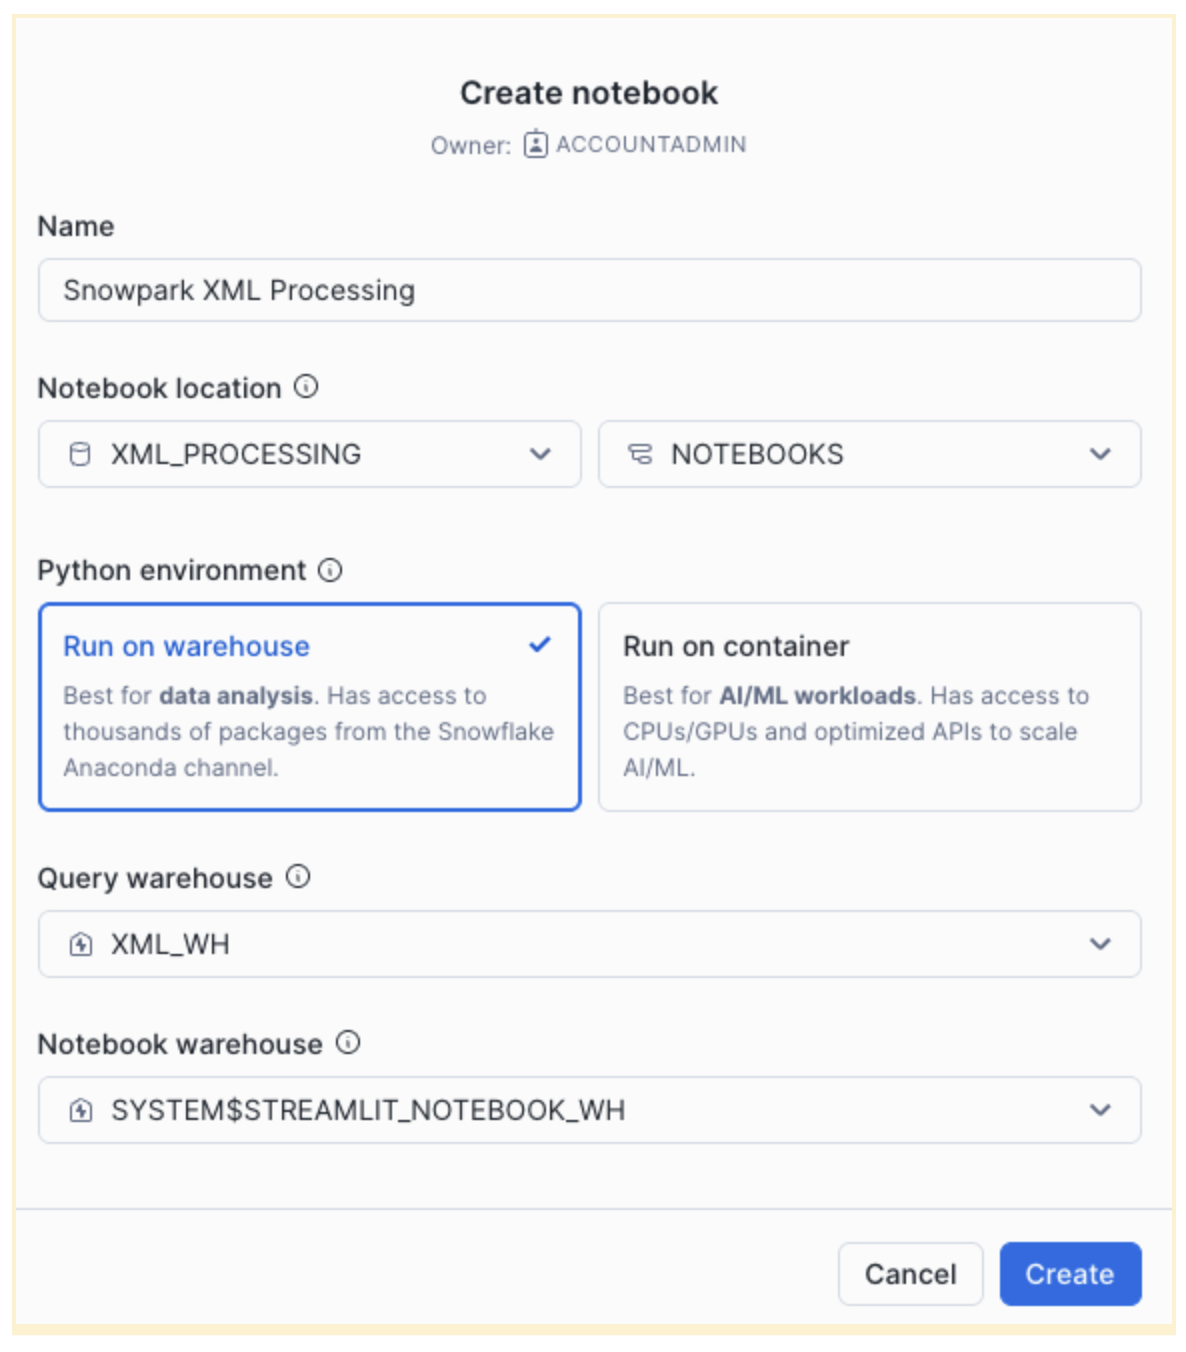 Create notebook
Owner: ACCOUNTADMIN
Name
Snowpark XML Processing
Notebook location
XML_PROCESSING
NOTEBOOKS
Python environment
Run on warehouse
Best for data analysis. Has access to
thousands of packages from the Snowflake
Anaconda channel.
Run on container
Best for AI/ML workloads. Has access to
CPUs/GPUs and optimized APIs to scale
AI/ML.
Query warehouse
XML_WH
Notebook warehouse
SYSTEM$STREAMLIT_NOTEBOOK_WH
Cancel
Create